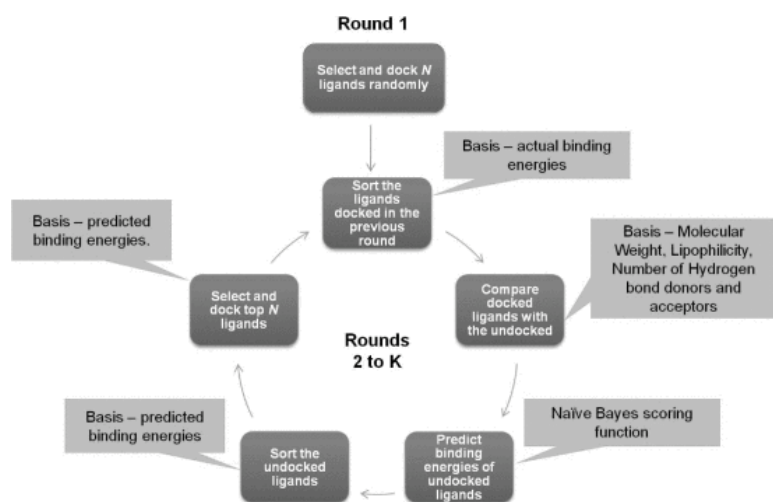 Round 1
Select and dock N
ligands randomly
Basis – actual binding
energies
Sort the
ligands
docked in the
previous
round
Basis – predicted
binding energies.
Basis – Molecular
Weight, Lipophilicity,
Number of Hydrogen
bond donors and
acceptors
Select and
dock top N
ligands
Compare
docked
ligands with
the undocked
Rounds
2 to K
Basis – predicted
binding energies
Naïve Bayes scoring
function
Sort the
undocked
ligands
Predict
binding
energies of
undocked
ligands